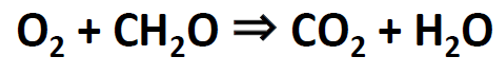 O₂ + CH₂O ⇒ CO₂ + H₂O